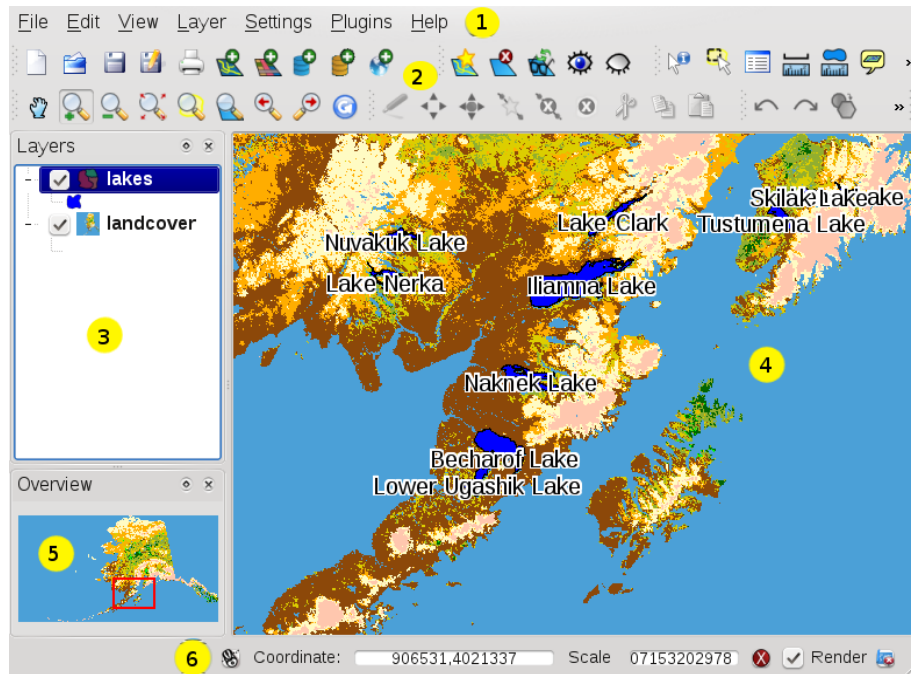 File Edit View Layer Settings Plugins Help 1
2
»
Layers
lakes
landcover
3
Skilak Lake
Lake Clark
Tustumena Lake
Nuvakuk Lake
Lake Nerka
Iliamna Lake
4
Naknek Lake
Becharof Lake
Lower Ugashik Lake
Overview
5
6 Coordinate: 906531,4021337 Scale 07153202978 Render